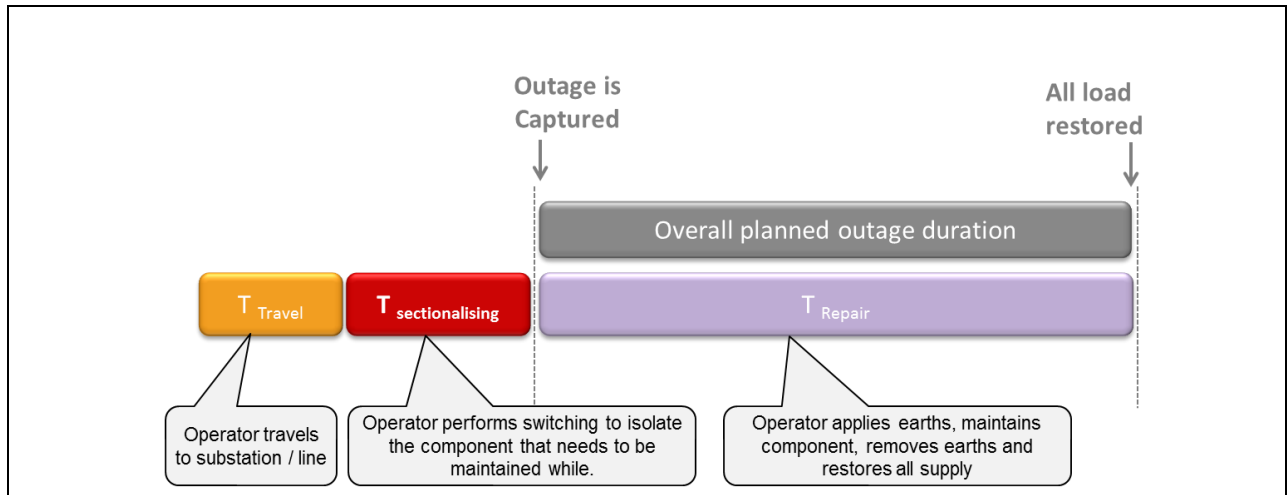 Outage is
Captured
All load
restored
Overall planned outage duration
T Travel
T sectionalising
T Repair
Operator travels
to substation / line
Operator performs switching to isolate
the component that needs to be
maintained while.
Operator applies earths, maintains
component, removes earths and
restores all supply